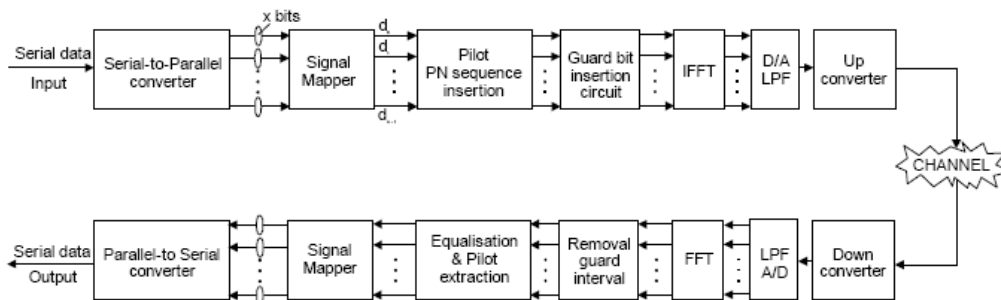 x bits
Serial data
Input
Serial-to-Parallel
converter
Signal
Mapper
Pilot
PN sequence
insertion
Guard bit
insertion
circuit
IFFT
D/A
LPF
Up
converter
CHANNEL
Serial data
Output
Parallel-to Serial
converter
Signal
Mapper
Equalisation
& Pilot
extraction
Removal
guard
interval
FFT
LPF
A/D
Down
converter